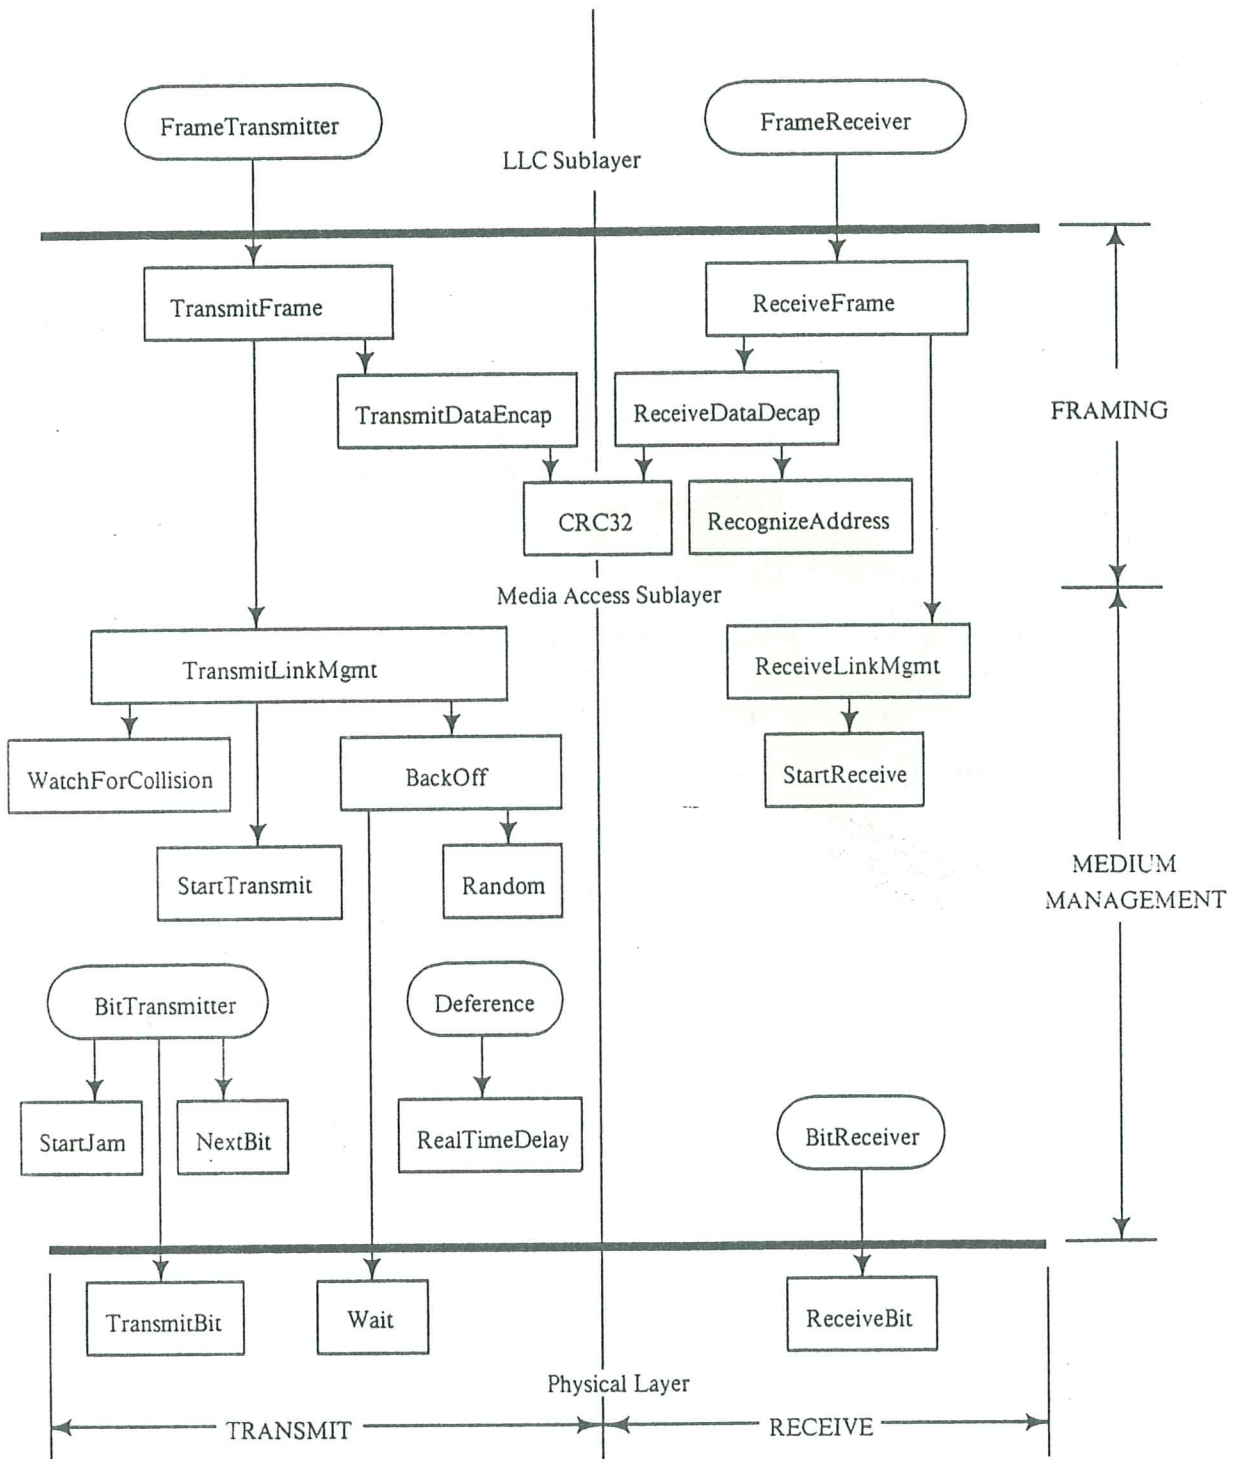 FrameTransmitter
FrameReceiver
LLC Sublayer
TransmitFrame
ReceiveFrame
TransmitDataEncap
ReceiveDataDecap
FRAMING
CRC32
RecognizeAddress
Media Access Sublayer
TransmitLinkMgmt
ReceiveLinkMgmt
WatchForCollision
BackOff
StartReceive
StartTransmit
Random
MEDIUM
MANAGEMENT
BitTransmitter
Deference
StartJam
NextBit
RealTimeDelay
BitReceiver
TransmitBit
Wait
ReceiveBit
Physical Layer
TRANSMIT
RECEIVE